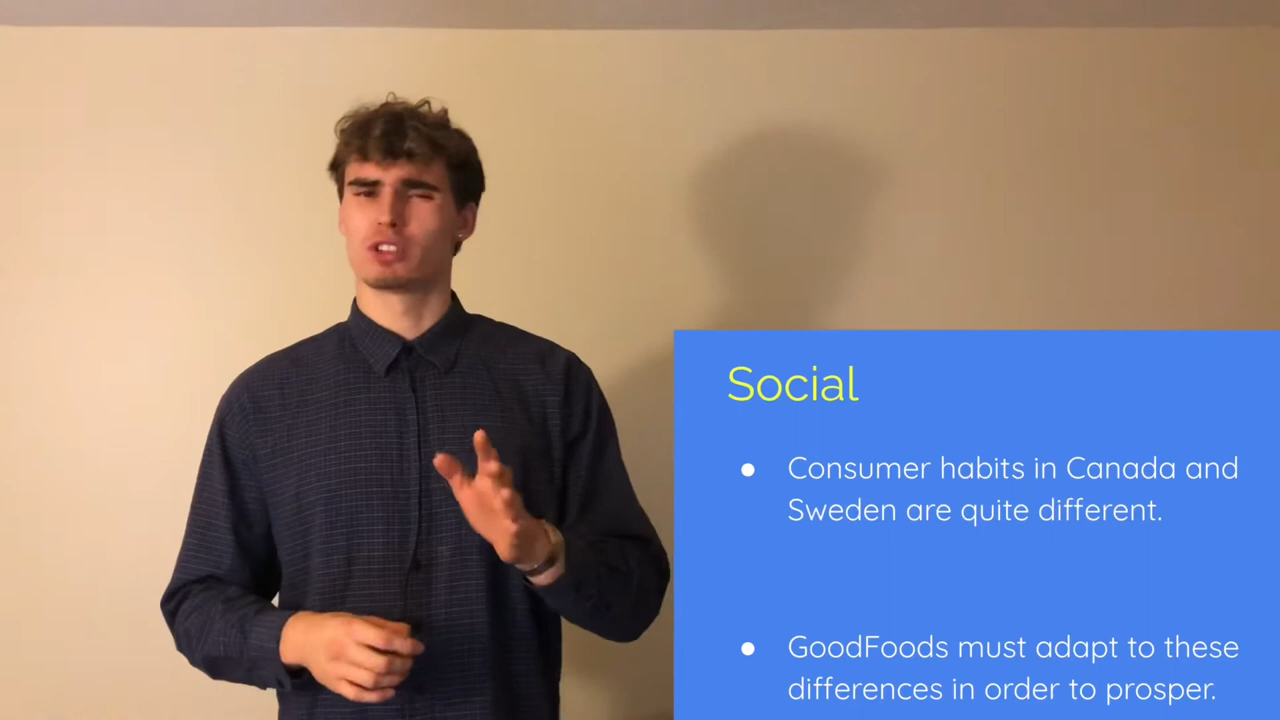 Social
● Consumer habits in Canada and
Sweden are quite different.
● GoodFoods must adapt to these
differences in order to prosper.